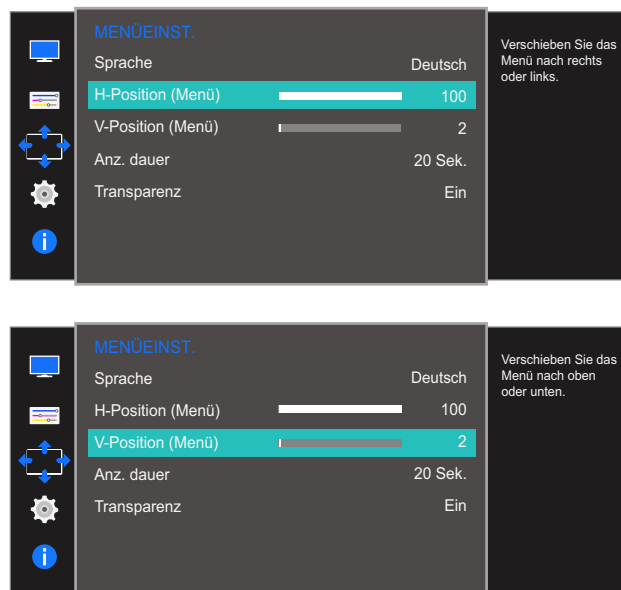 MENÜEINST.
Sprache Deutsch
H-Position (Menü) 100
V-Position (Menü) 2
Anz. dauer 20 Sek.
Transparenz Ein
Verschieben Sie das
Menü nach rechts
oder links.
MENÜEINST.
Sprache Deutsch
H-Position (Menü) 100
V-Position (Menü) 2
Anz. dauer 20 Sek.
Transparenz Ein
Verschieben Sie das
Menü nach oben
oder unten.